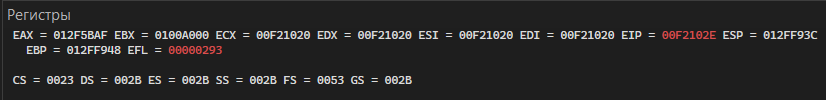 Регистры
EAX = 012F5BAF EBX = 0100A000 ECX = 00F21020 EDX = 00F21020 ESI = 00F21020 EDI = 00F21020 EIP = 00F2102E ESP = 012FF93C
EBP = 012FF948 EFL = 00000293
CS = 0023 DS = 002B ES = 002B SS = 002B FS = 0053 GS = 002B